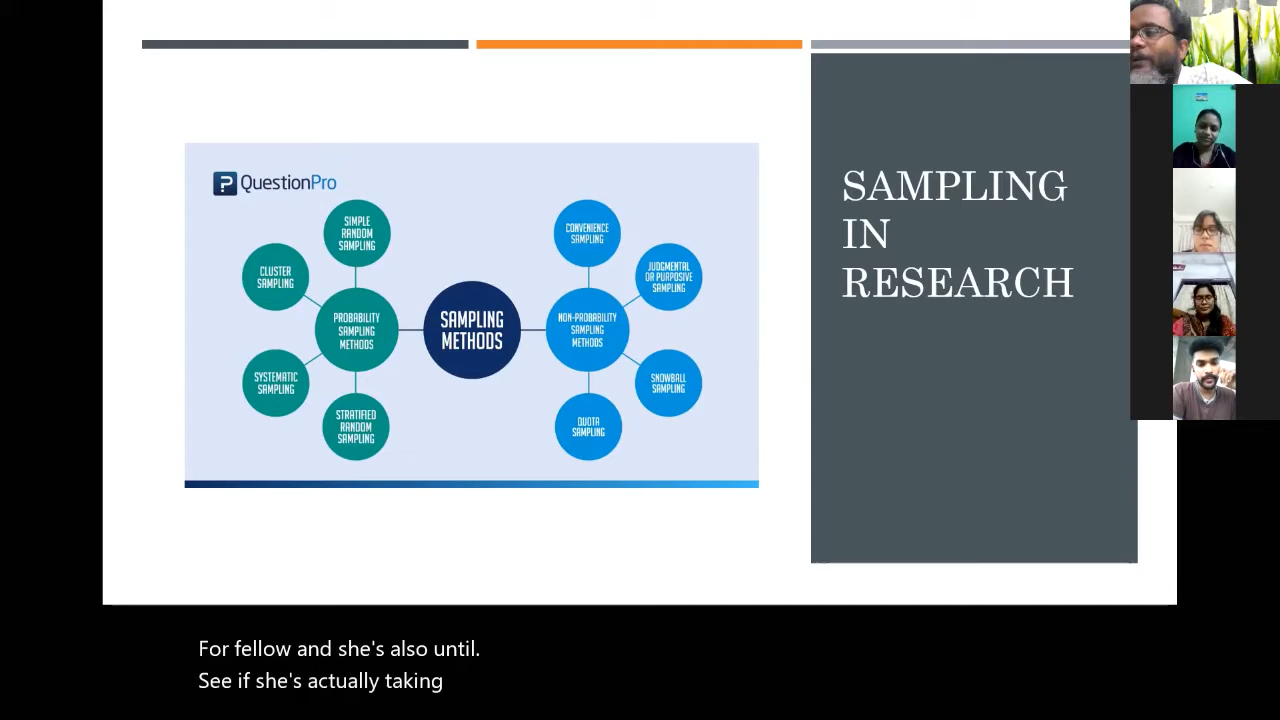 QuestionPro
SIMPLE
RANDOM
SAMPLING
CLUSTER
SAMPLING
PROBABILITY
SAMPLING
METHODS
SYSTEMATIC
SAMPLING
STRATIFIED
RANDOM
SAMPLING
SAMPLING
METHODS
CONVENIENCE
SAMPLING
JUDGMENTAL
OR PURPOSIVE
SAMPLING
NON-PROBABILITY
SAMPLING
METHODS
SNOWBALL
SAMPLING
QUOTA
SAMPLING
SAMPLING
IN
RESEARCH
For fellow and she's also until.
See if she's actually taking